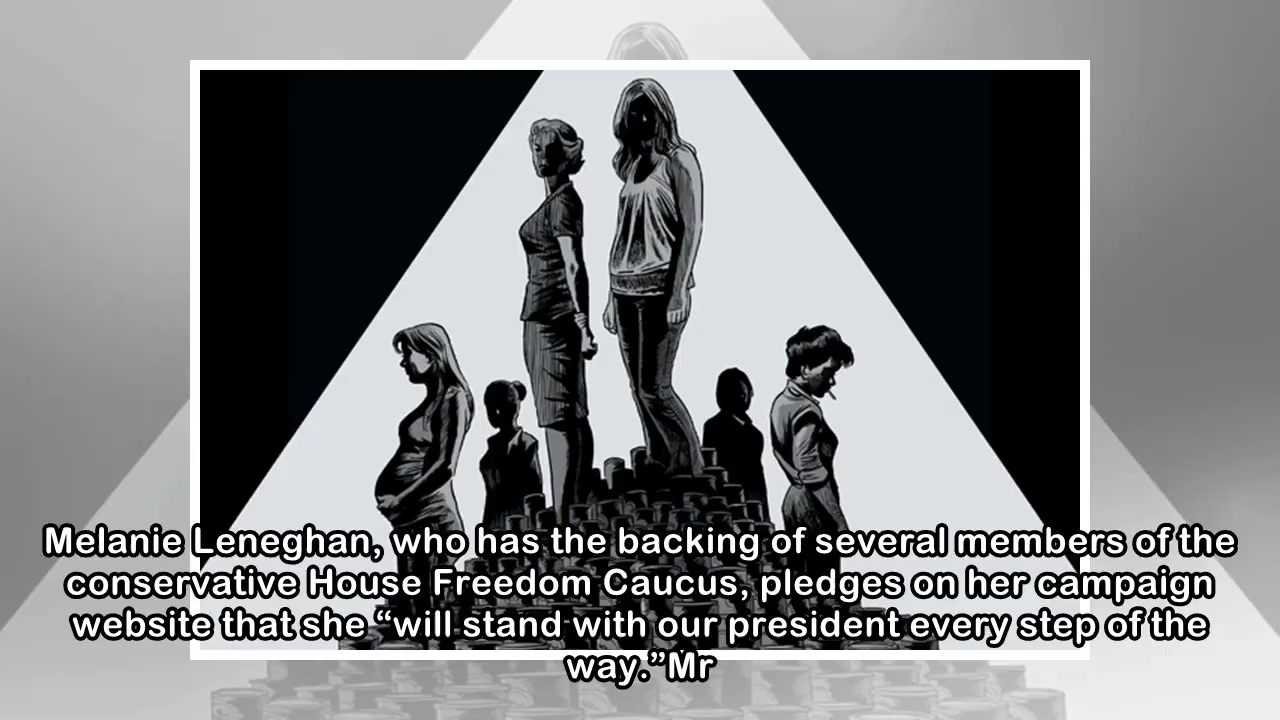 Melanie Leneghan, who has the backing of several members of the
conservative House Freedom Caucus, pledges on her campaign
website that she “will stand with our president every step of the
way.”Mr